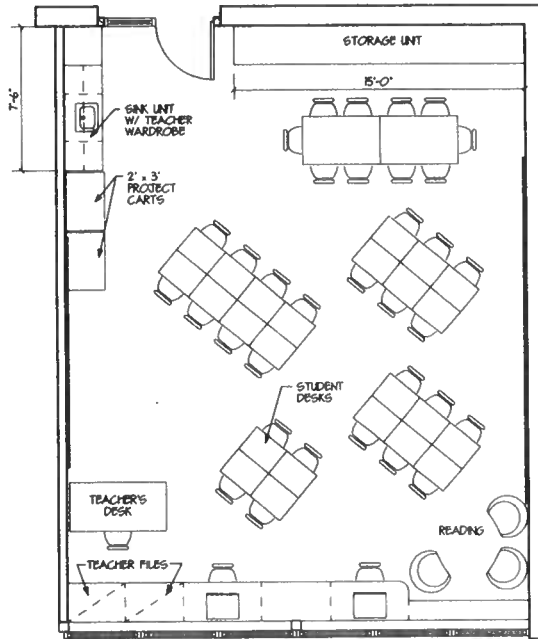 STORAGE UNIT
15'-0"
7'-6"
SINK UNIT
W/ TEACHER
WARDROBE
2' x 3'
PROJECT
CARTS
STUDENT
DESKS
TEACHER'S
DESK
READING
TEACHER FILES